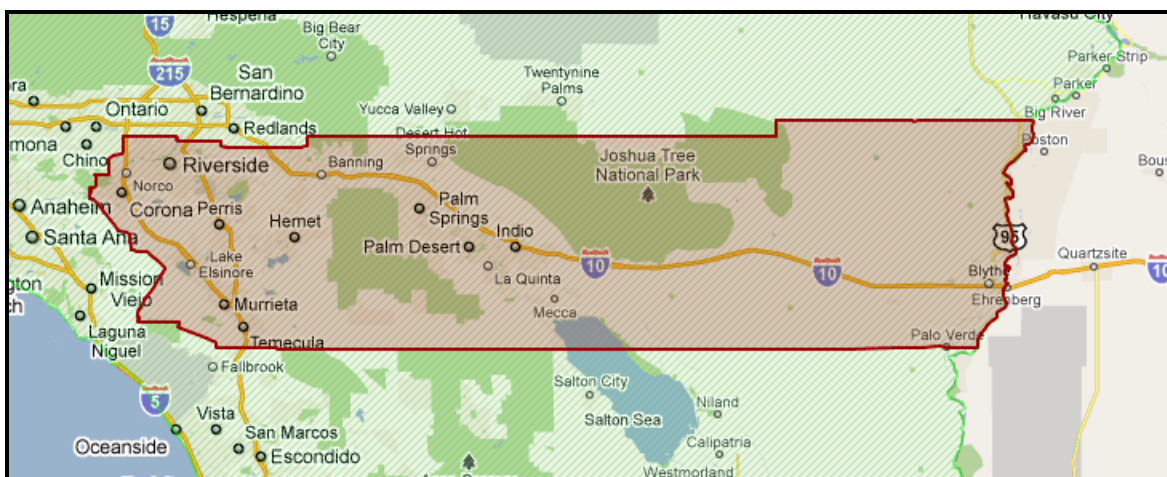 Hesperia
Havasu City
15
Big Bear
City
215
San
Bernardino
Parker Strip
Twentynine
Palms
Parker
Ontario
Yucca Valley
Big River
Redlands
Desert Hot
Springs
Chino
Riverside
Banning
Joshua Tree
National Park
Norco
Anaheim
Corona
Perris
Hemet
Palm
Springs
Santa Ana
Palm Desert
Indio
95
Quartzsite
Lake
Elsinore
10
10
10
Mission
Viejo
La Quinta
Blythe
Ehrenberg
Murrieta
Mecca
Laguna
Niguel
Temecula
Palo Verde
Fallbrook
5
Salton City
Niland
Vista
Salton Sea
Oceanside
San Marcos
Calipatria
Escondido
Westmorland